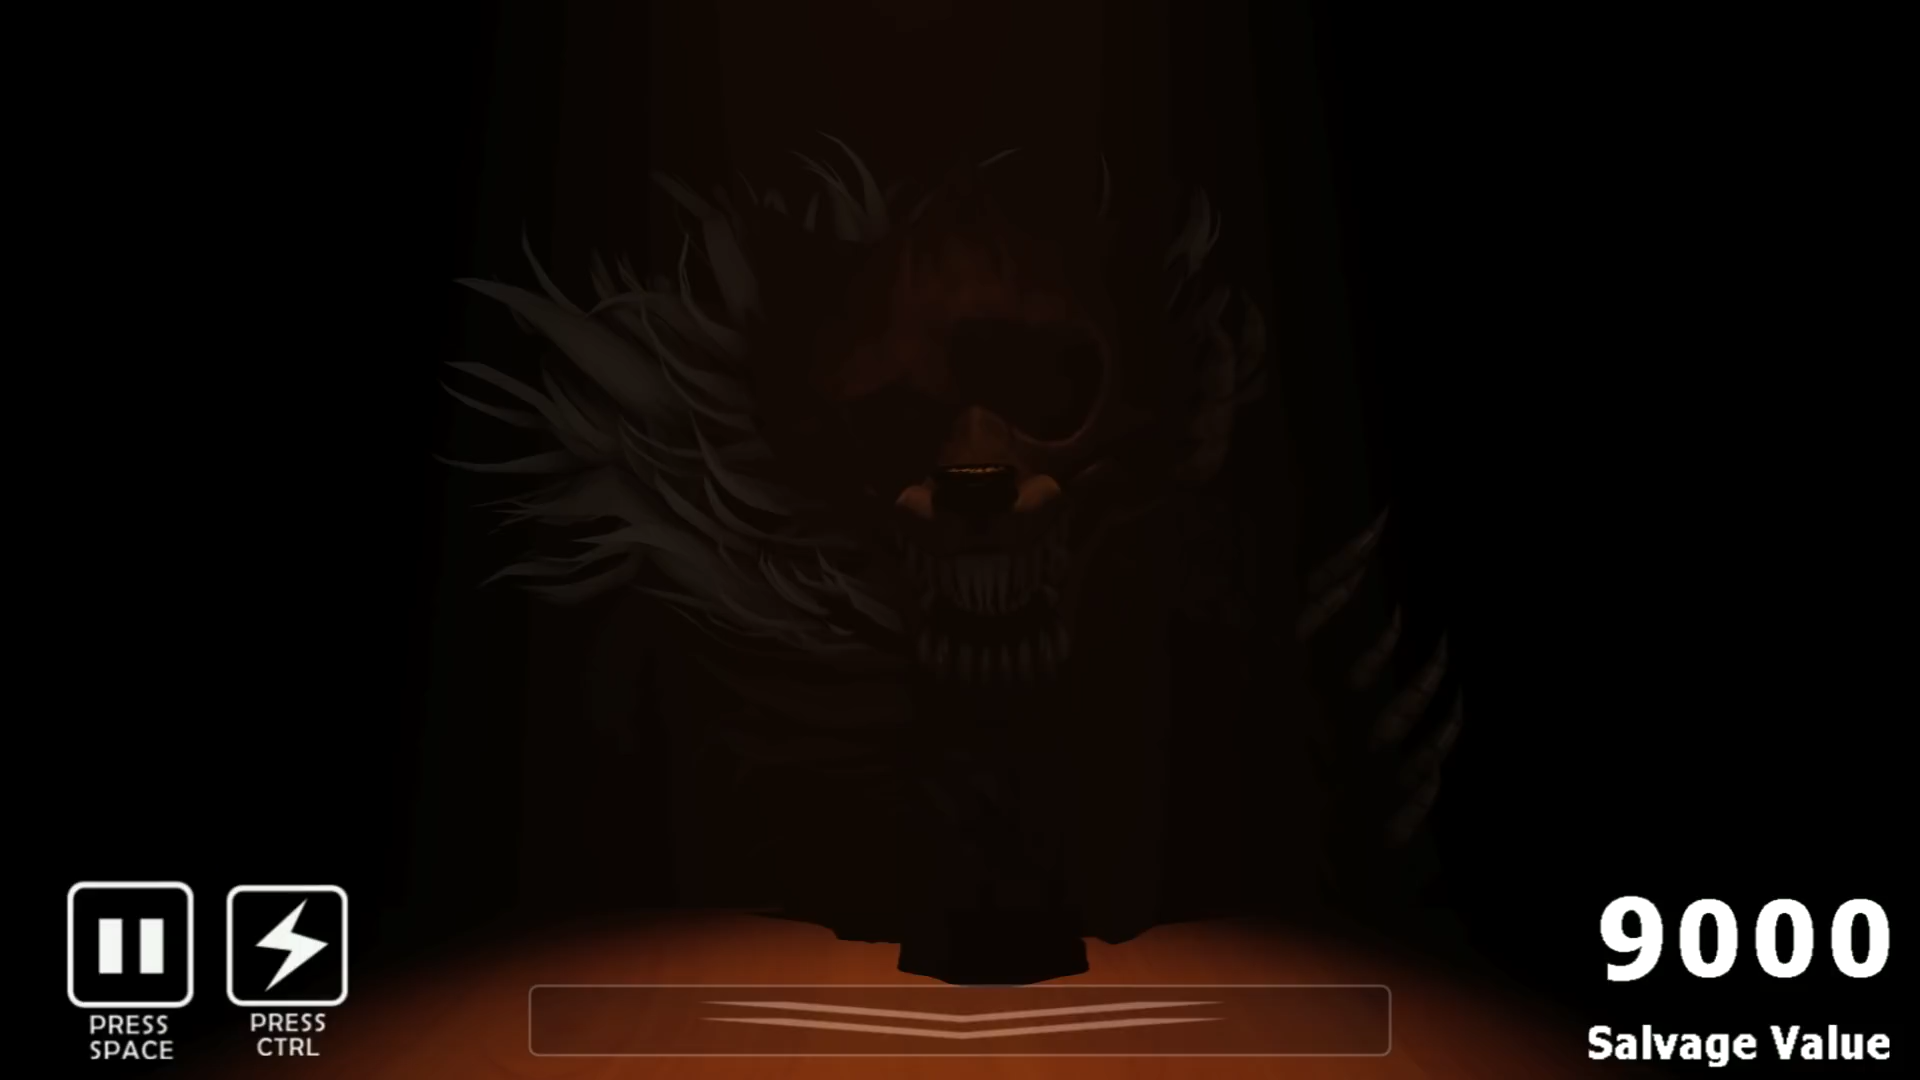 PRESS
SPACE
PRESS
CTRL
9000
Salvage Value